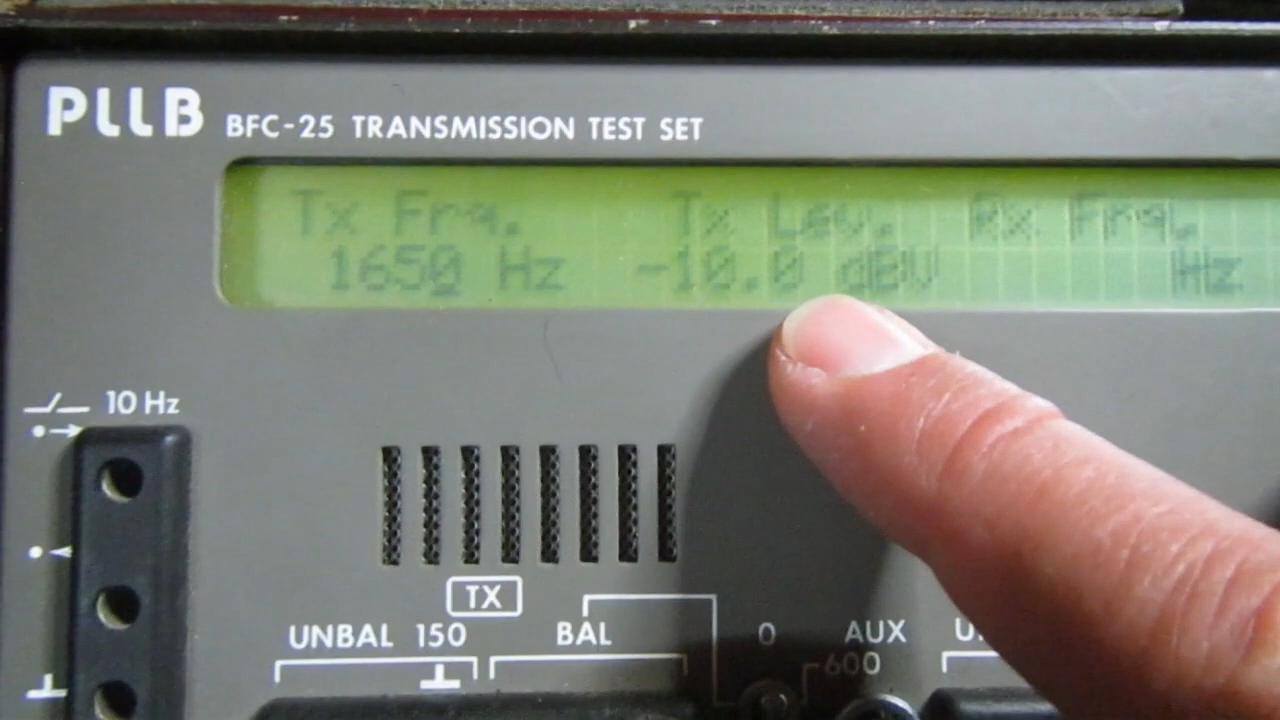 PLLB BFC-25 TRANSMISSION TEST SET
Tx Frq. Tx Lev. Rx Frq.
1650 Hz -10.0 dBV Hz
10 Hz
TX
UNBAL 150 BAL 0 AUX
600